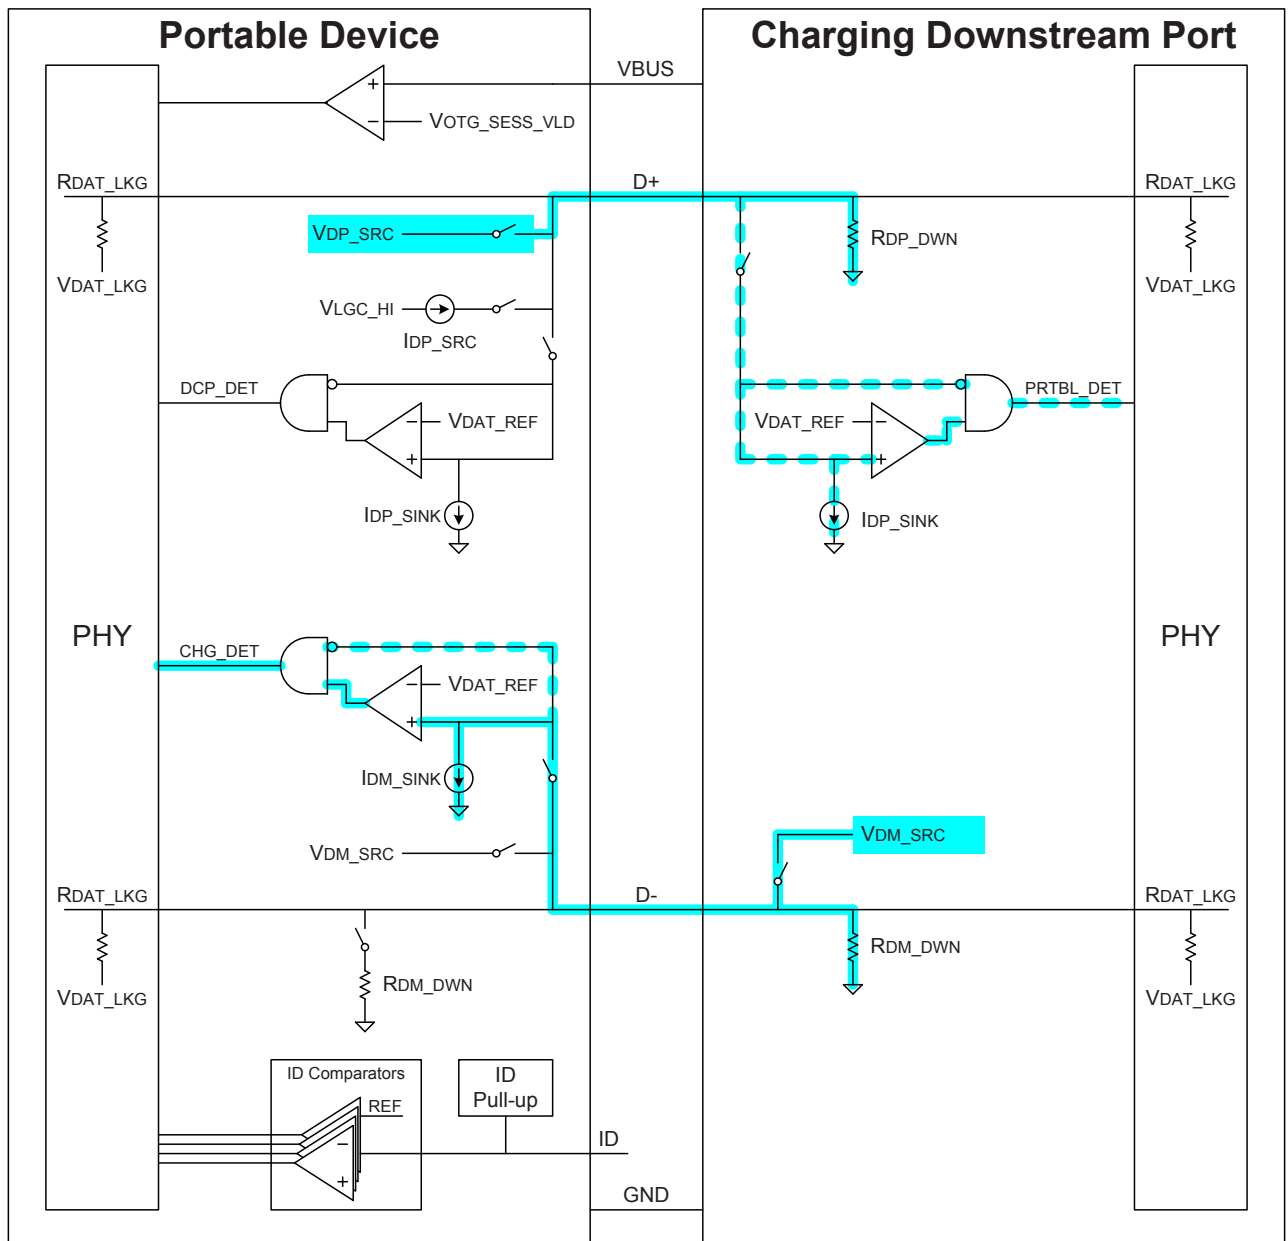 Portable Device
Charging Downstream Port
VBUS
VOTG_SESS_VLD
RDAT_LKG
D+
RDAT_LKG
VDP_SRC
RDP_DWN
VDAT_LKG
VDAT_LKG
VLGC_HI
IDP_SRC
DCP_DET
PRTBL_DET
VDAT_REF
VDAT_REF
IDP_SINK
IDP_SINK
PHY
PHY
CHG_DET
VDAT_REF
IDM_SINK
VDM_SRC
VDM_SRC
RDAT_LKG
D-
RDAT_LKG
RDM_DWN
RDM_DWN
VDAT_LKG
VDAT_LKG
ID Comparators
REF
ID
Pull-up
ID
GND